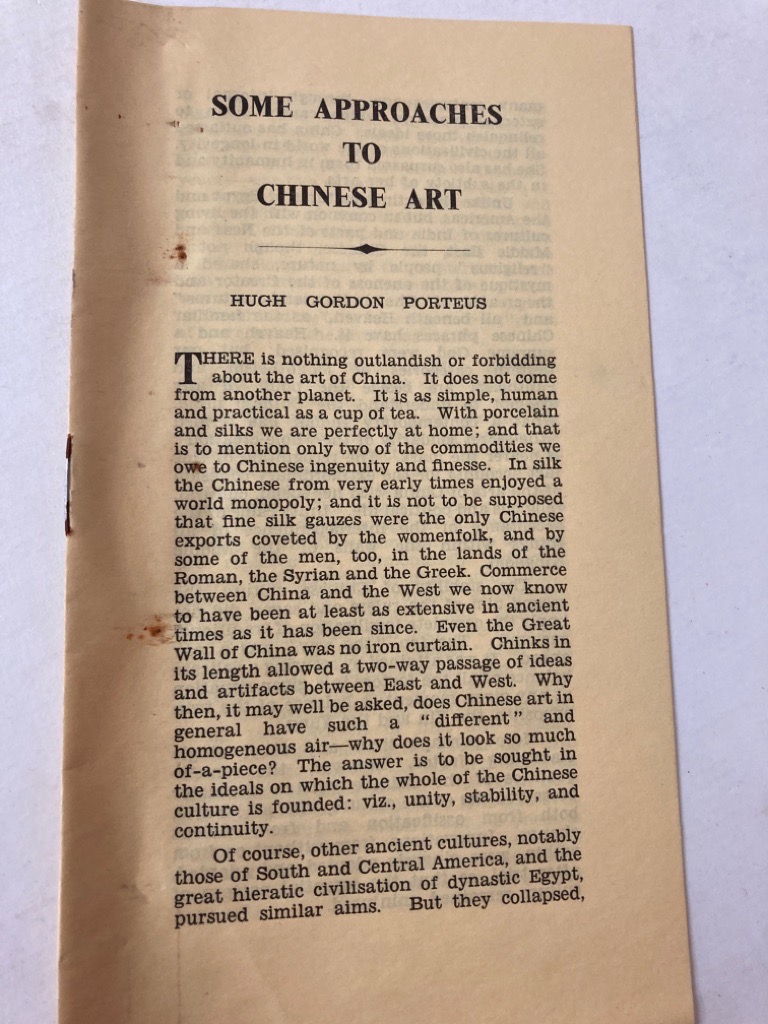 SOME APPROACHES
TO
CHINESE ART
HUGH GORDON PORTEUS
THERE is nothing outlandish or forbidding
about the art of China. It does not come
from another planet. It is as simple, human
and practical as a cup of tea. With porcelain
and silks we are perfectly at home; and that
is to mention only two of the commodities we
owe to Chinese ingenuity and finesse. In silk
the Chinese from very early times enjoyed a
world monopoly; and it is not to be supposed
that fine silk gauzes were the only Chinese
exports coveted by the womenfolk, and by
some of the men, too, in the lands of the
Roman, the Syrian and the Greek. Commerce
between China and the West we now know
to have been at least as extensive in ancient
times as it has been since. Even the Great
Wall of China was no iron curtain. Chinks in
its length allowed a two-way passage of ideas
and artifacts between East and West. Why
then, it may well be asked, does Chinese art in
general have such a "different" and
homogeneous air—why does it look so much
of-a-piece? The answer is to be sought in
the ideals on which the whole of the Chinese
culture is founded: viz., unity, stability, and
continuity.
Of course, other ancient cultures, notably
those of South and Central America, and the
great hieratic civilisation of dynastic Egypt,
pursued similar aims. But they collapsed,